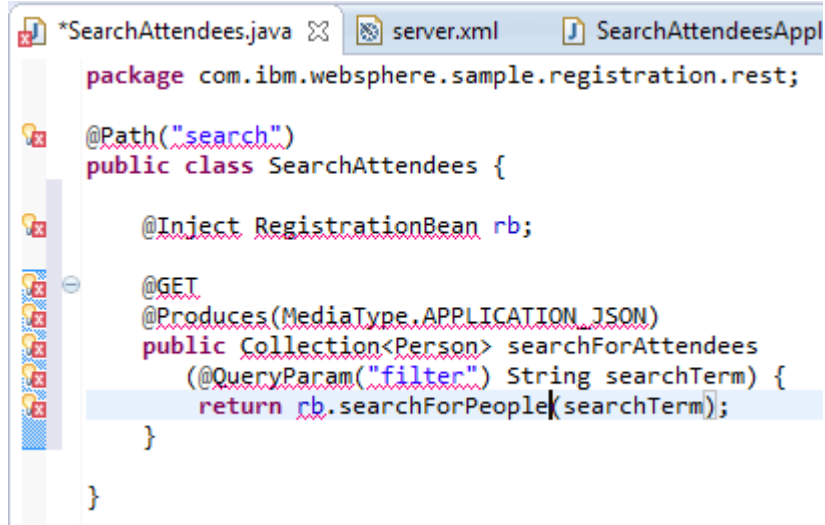 *SearchAttendees.java server.xml SearchAttendeesAppl
package com.ibm.websphere.sample.registration.rest;
@Path("search")
public class SearchAttendees {
@Inject RegistrationBean rb;
@GET
@Produces(MediaType.APPLICATION_JSON)
public Collection<Person> searchForAttendees
(@QueryParam("filter") String searchTerm) {
return rb.searchForPeople(searchTerm);
}
}